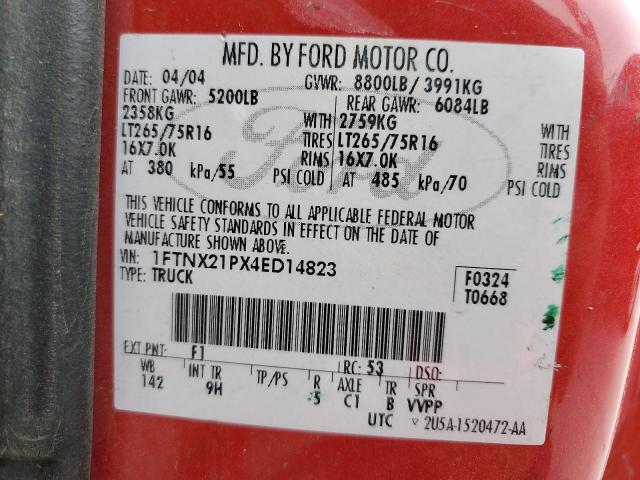 MFD. BY FORD MOTOR CO.
DATE: 04/04 GVWR: 8800LB/ 3991KG
FRONT GAWR: 5200LB REAR GAWR: 6084LB
2358KG WITH 2759KG WITH
LT265/75R16 TIRES LT265/75R16 TIRES
16X7.0K RIMS 16X7.0K RIMS
AT 380 kPa/55 PSI COLD AT 485 kPa/70 PSI COLD
THIS VEHICLE CONFORMS TO ALL APPLICABLE FEDERAL MOTOR
VEHICLE SAFETY STANDARDS IN EFFECT ON THE DATE OF
MANUFACTURE SHOWN ABOVE.
VIN: 1FTNX21PX4ED14823
TYPE: TRUCK
F0324
T0668
EXT PNT: F1 RC: 53 DSO:
WB INT TR TP/PS R AXLE TR SPR
142 9H 5 C1 B VVPP
UTC ▽ 2U5A-1520472-AA
Ford